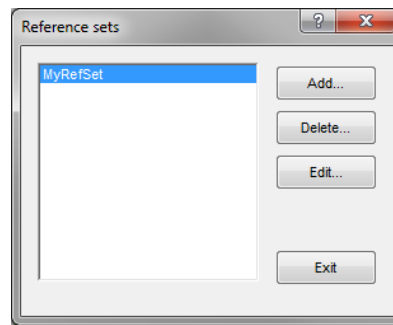 Reference sets
MyRefSet
Add...
Delete...
Edit...
Exit